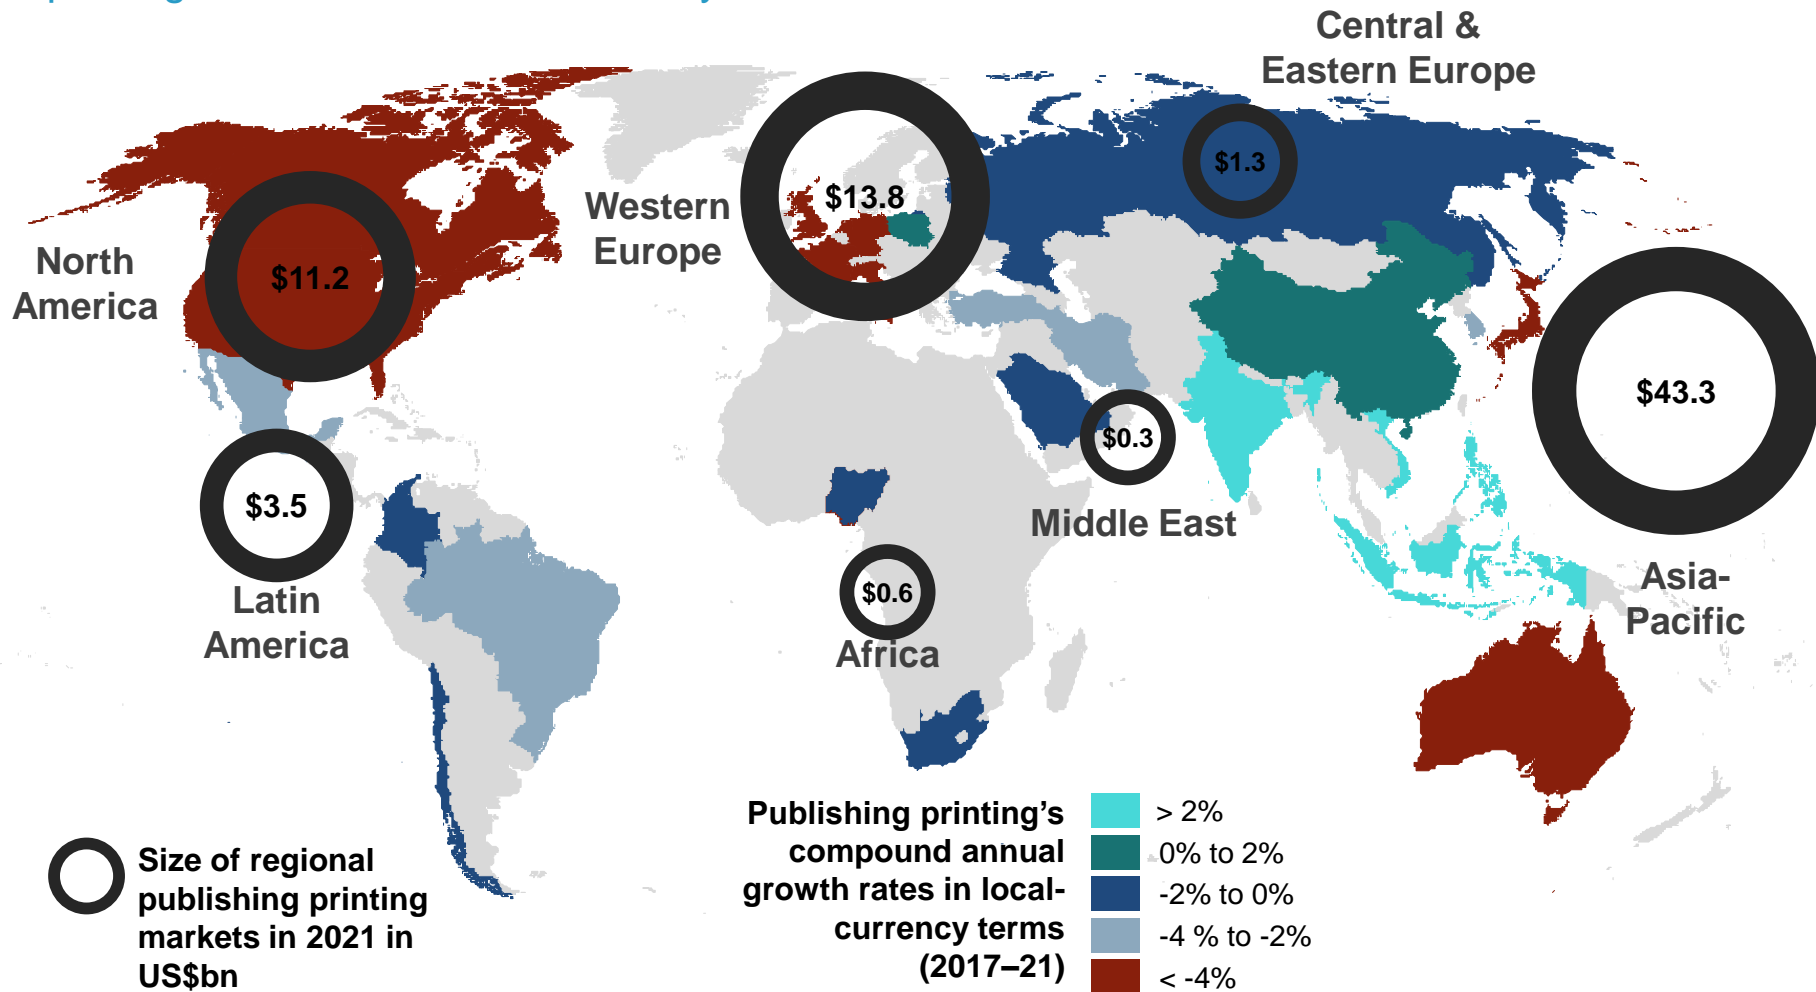 Central &
Eastern Europe
$1.3
Western
Europe
$13.8
North
America
$11.2
$43.3
Asia-
Pacific
$0.3
Middle East
$3.5
Latin
America
$0.6
Africa
Size of regional
publishing printing
markets in 2021 in
US$bn
Publishing printing’s
compound annual
growth rates in local-
currency terms
(2017–21)
> 2%
0% to 2%
-2% to 0%
-4 % to -2%
< -4%